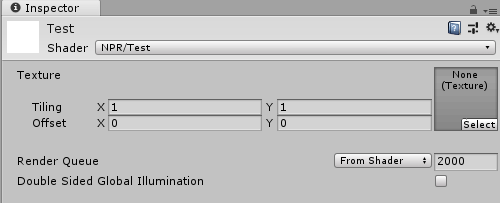 Inspector
Test
Shader NPR/Test
Texture None
(Texture)
Tiling X 1 Y 1
Offset X 0 Y 0
Select
Render Queue From Shader 2000
Double Sided Global Illumination